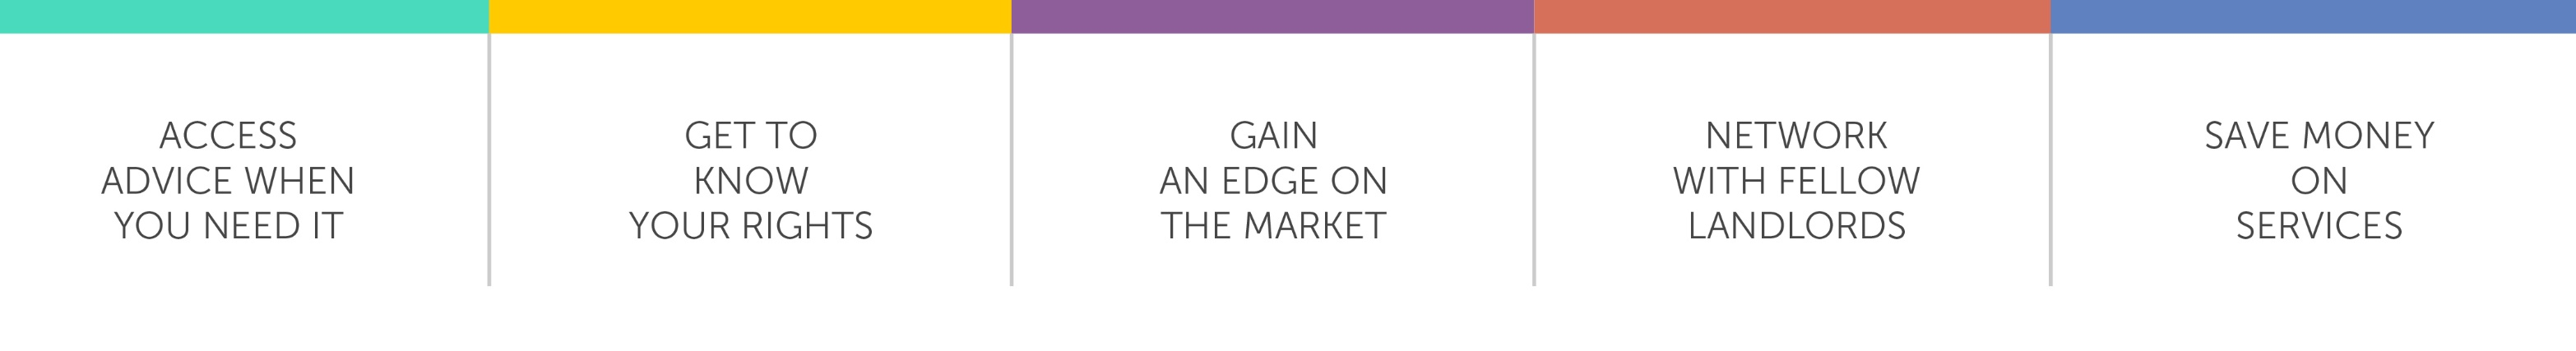 ACCESS
ADVICE WHEN
YOU NEED IT
GET TO
KNOW
YOUR RIGHTS
GAIN
AN EDGE ON
THE MARKET
NETWORK
WITH FELLOW
LANDLORDS
SAVE MONEY
ON
SERVICES